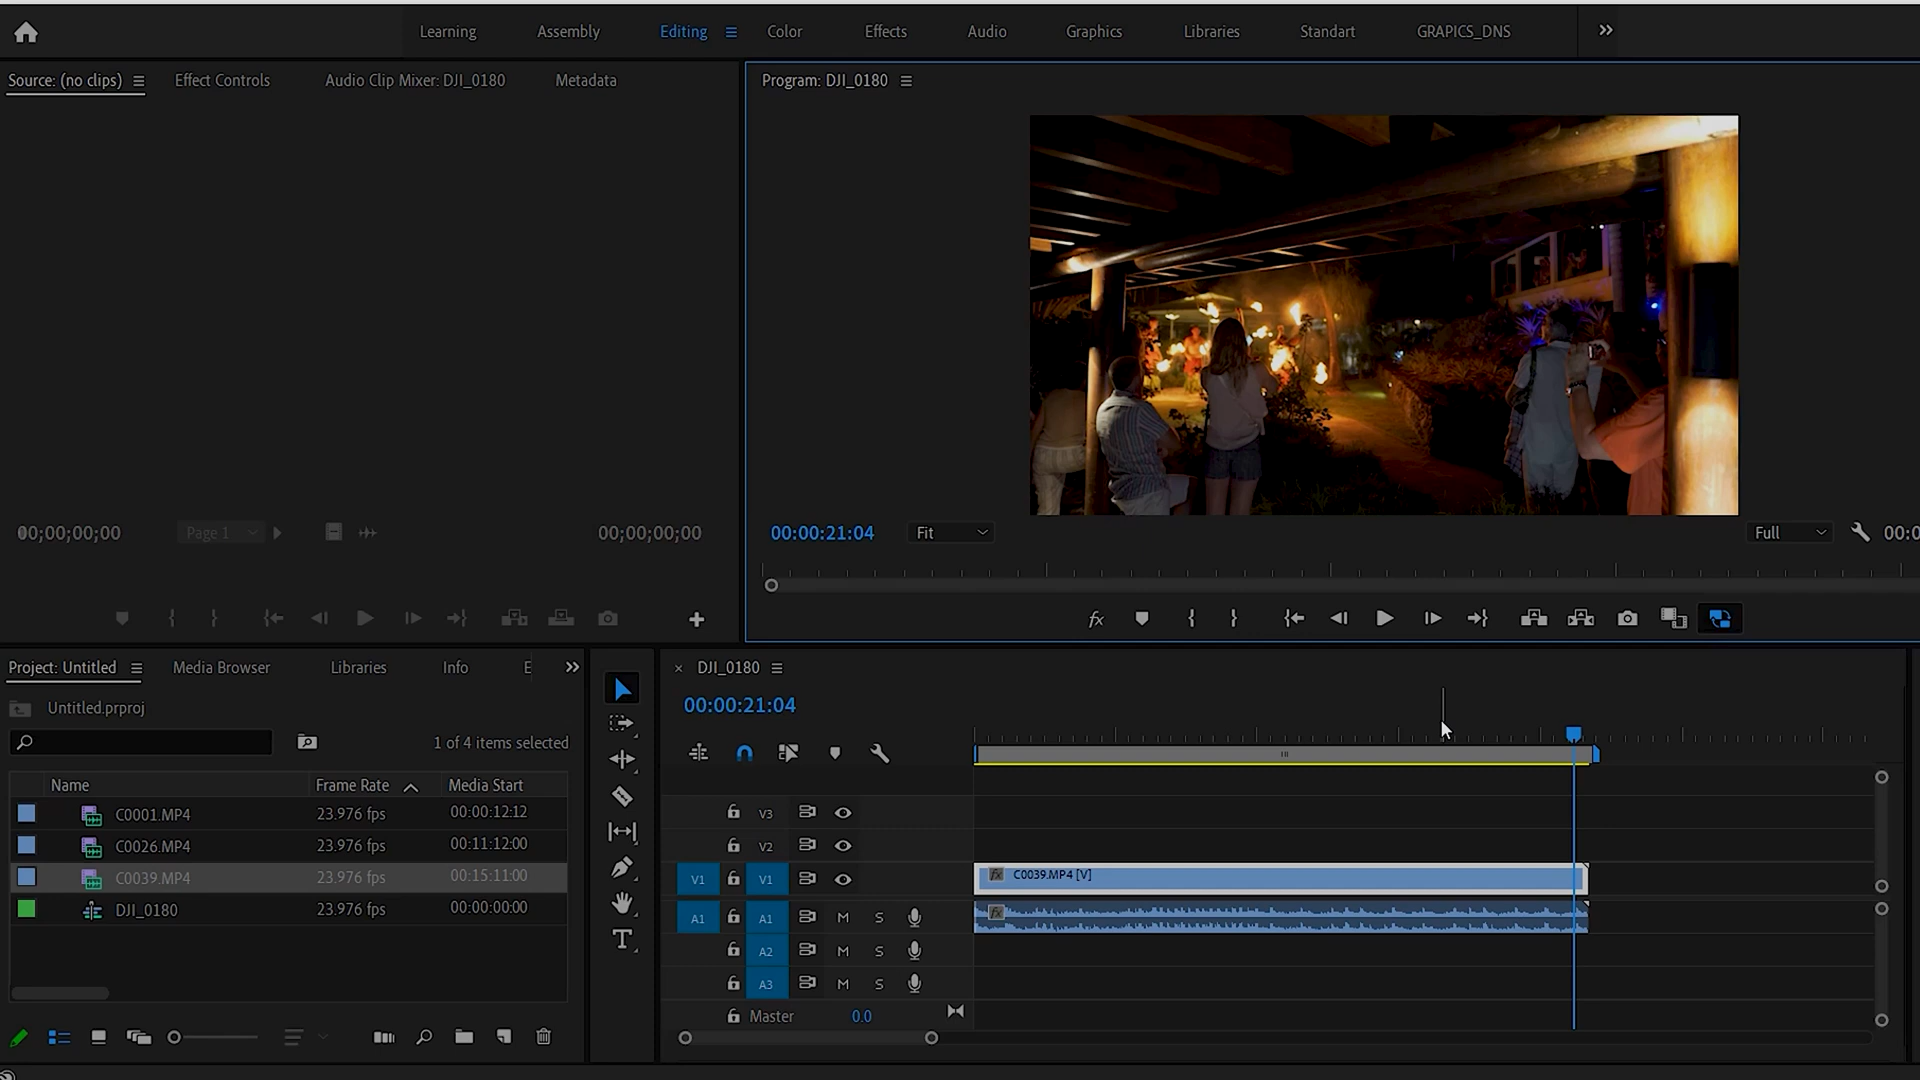 Learning Assembly Editing Color Effects Audio Graphics Libraries Standart GRAPICS_DNS
Source: (no clips) Effect Controls Audio Clip Mixer: DJI_0180 Metadata
Program: DJI_0180
00;00;00;00 Page 1 00;00;00;00
00:00:21:04 Fit Full 00:0
fx
Project: Untitled Media Browser Libraries Info E
Untitled.prproj
1 of 4 items selected
Name Frame Rate Media Start
C0001.MP4 23.976 fps 00:00:12:12
C0026.MP4 23.976 fps 00:11:12:00
C0039.MP4 23.976 fps 00:15:11:00
DJI_0180 23.976 fps 00:00:00:00
T
× DJI_0180
00:00:21:04
V3
V2
V1 V1 fx C0039.MP4 [V]
A1 A1 M S fx
A2 M S
A3 M S
Master 0.0